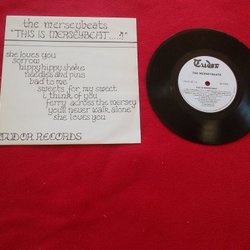 the merseybeats
"THIS IS MERSEYBEAT....."
she loves you
sorrow
hippy hippy shake
needles and pins
bad to me
sweets for my sweet
i think of you
ferry across the mersey
you'll never walk alone
she loves you
TUDOR RECORDS
Tudor
THE MERSEYBEATS